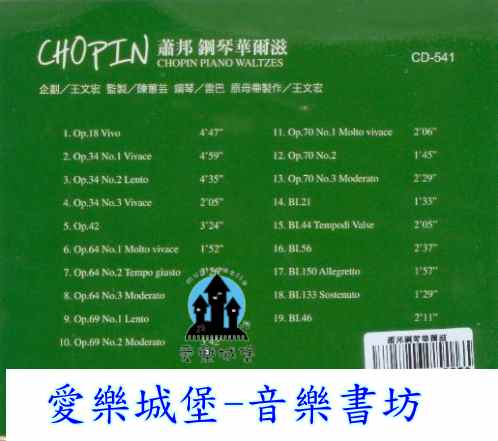 CHOPIN 蕭邦 鋼琴華爾滋
CHOPIN PIANO WALTZES
CD-541
企劃／王文宏 監製／陳蕙芸 鋼琴／雲巴 原母帶製作／王文宏
1. Op.18 Vivo 4'47"
2. Op.34 No.1 Vivace 4'59"
3. Op.34 No.2 Lento 4'35"
4. Op.34 No.3 Vivace 2'05"
5. Op.42 3'24"
6. Op.64 No.1 Molto vivace 1'52"
7. Op.64 No.2 Tempo giusto
8. Op.64 No.3 Moderato
9. Op.69 No.1 Lento
10. Op.69 No.2 Moderato
11. Op.70 No.1 Molto vivace 2'06"
12. Op.70 No.2 1'45"
13. Op.70 No.3 Moderato 2'29"
14. BI.21 1'33"
15. BI.44 Tempodi Valse 2'05"
16. BI.56 2'37"
17. BI.150 Allegretto 1'57"
18. BI.133 Sostenuto 1'29"
19. BI.46 2'11"
愛樂城堡
蕭邦鋼琴華爾滋
愛樂城堡-音樂書坊